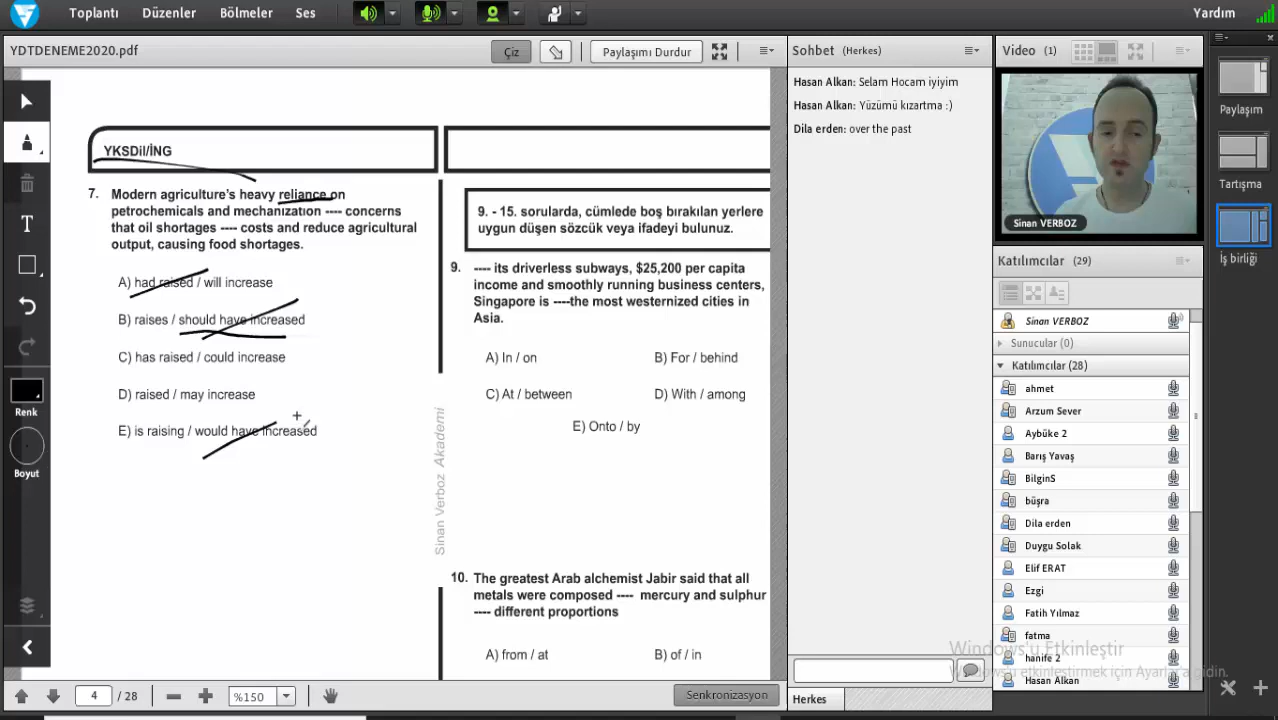 Toplantı Düzenler Bölmeler Ses Yardım
YDTDENEME2020.pdf Çiz Paylaşımı Durdur
YKSDil/İNG
7. Modern agriculture's heavy reliance on
petrochemicals and mechanization ---- concerns
that oil shortages ---- costs and reduce agricultural
output, causing food shortages.
A) had raised / will increase
B) raises / should have increased
C) has raised / could increase
D) raised / may increase
E) is raising / would have increased
Sinan Verboz Akademi
9. - 15. sorularda, cümlede boş bırakılan yerlere
uygun düşen sözcük veya ifadeyi bulunuz.
9. ---- its driverless subways, $25,200 per capita
income and smoothly running business centers,
Singapore is ----the most westernized cities in
Asia.
A) In / on B) For / behind
C) At / between D) With / among
E) Onto / by
10. The greatest Arab alchemist Jabir said that all
metals were composed ---- mercury and sulphur
---- different proportions
A) from / at B) of / in
Renk
Boyut
4 / 28 %150 Senkronizasyon
Sohbet (Herkes)
Hasan Alkan: Selam Hocam iyiyim
Hasan Alkan: Yüzümü kızartma :)
Dila erden: over the past
Herkes
Video (1)
Sinan VERBOZ
Katılımcılar (29)
Sinan VERBOZ
Sunucular (0)
Katılımcılar (28)
ahmet
Arzum Sever
Aybüke 2
Barış Yavaş
BilginS
büşra
Dila erden
Duygu Solak
Elif ERAT
Ezgi
Fatih Yılmaz
fatma
hanife 2
Hasan Alkan
Paylaşım
Tartışma
İş birliği
Windows'u Etkinleştir
Windows'u etkinleştirmek için Ayarlar'a gidin.